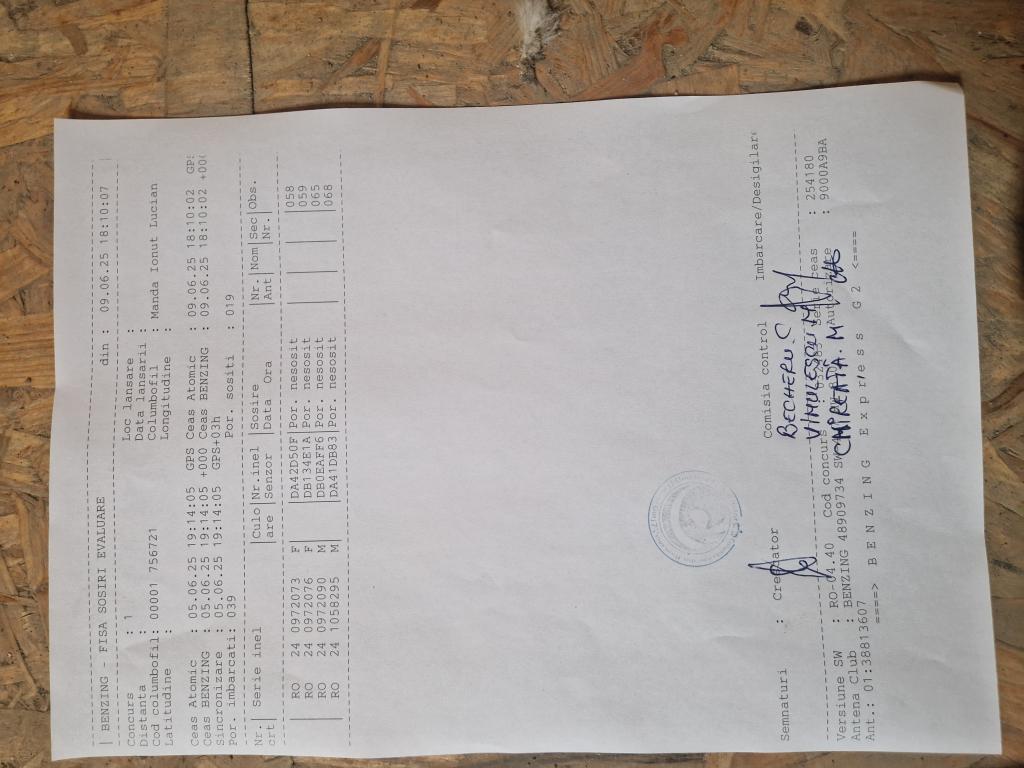 | BENZING - FISA SOSIRI EVALUARE din : 09.06.25 18:10:07 |
Concurs : 1 Loc lansare :
Distanta : Data lansarii :
Cod columbofil: 00001 756721 Columbofil : Manda Ionut Lucian
Latitudine : Longitudine :
Ceas Atomic : 05.06.25 19:14:05 GPS Ceas Atomic : 09.06.25 18:10:02 GPS
Ceas BENZING : 05.06.25 19:14:05 +000 Ceas BENZING : 09.06.25 18:10:02 +000
Sincronizare : 05.06.25 19:14:05 GPS+03h
Por. imbarcati: 039 Por. sositi : 019
Nr| Serie inel |Culo|Nr.inel |Sosire |Nr.|Nom|Sec|Obs.
crt| |are |Senzor |Data Ora |Ant| |Nr.|
| RO 24 0972073 F| |DA42D50F|Por. nesosit | | | |058
| RO 24 0972076 F| |DB134E1A|Por. nesosit | | | |059
| RO 24 0972090 M| |DB0EAFF6|Por. nesosit | | | |065
| RO 24 1058295 M| |DA41DB83|Por. nesosit | | | |068
Semnaturi : Crescator Comisia control Imbarcare/Desigilare
BECHERU C
CMPEATA. M
Versiune SW : RO-04.40 Cod concurs ceas : 254180
Antena Club : BENZING 48909734 SW : 9000A9BA
Ant.: 01:38813607
====> B E N Z I N G E x p r e s s G 2 <====